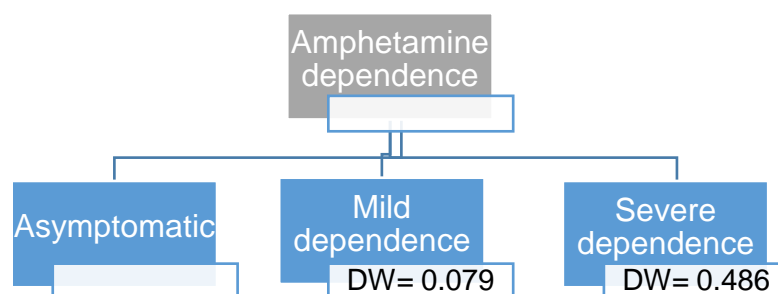 Amphetamine
dependence
Asymptomatic
Mild
dependence
DW= 0.079
Severe
dependence
DW= 0.486